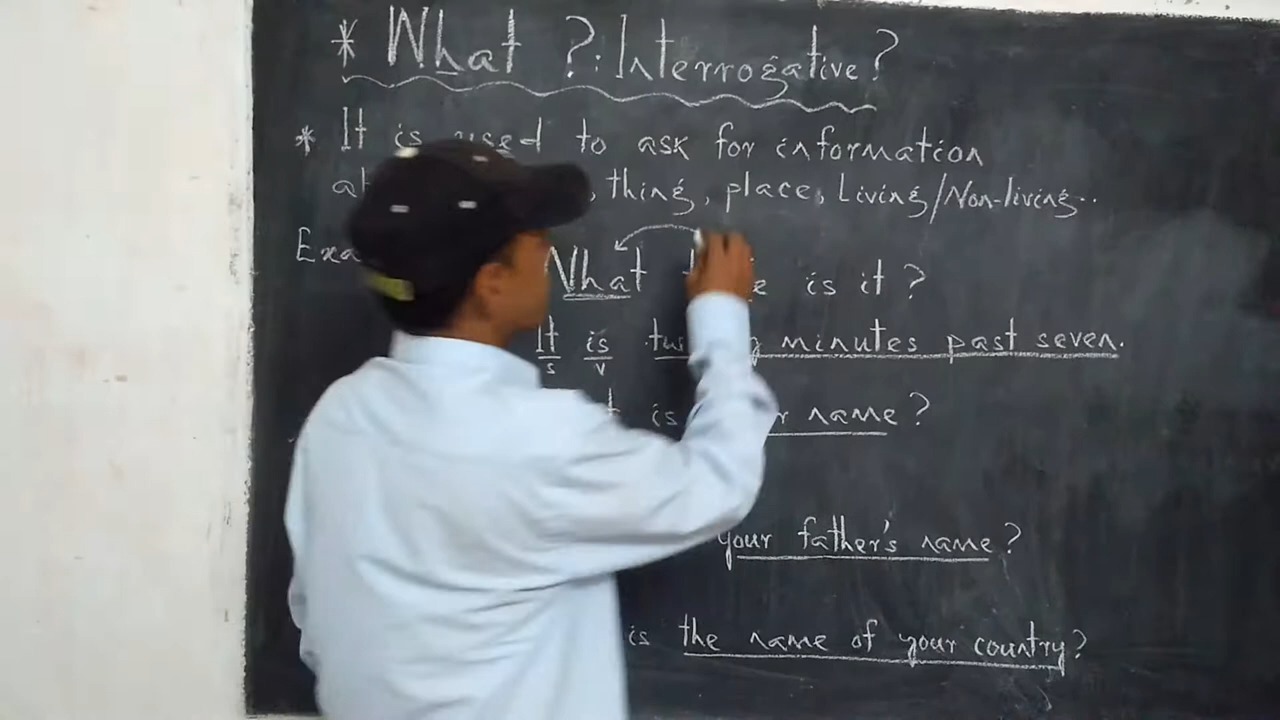 * What ?: Interrogative?
* It is used to ask for information
thing, place, Living/Non-living..
What is it ?
It is minutes past seven.
s v
is name ?
your father's name ?
is the name of your country?